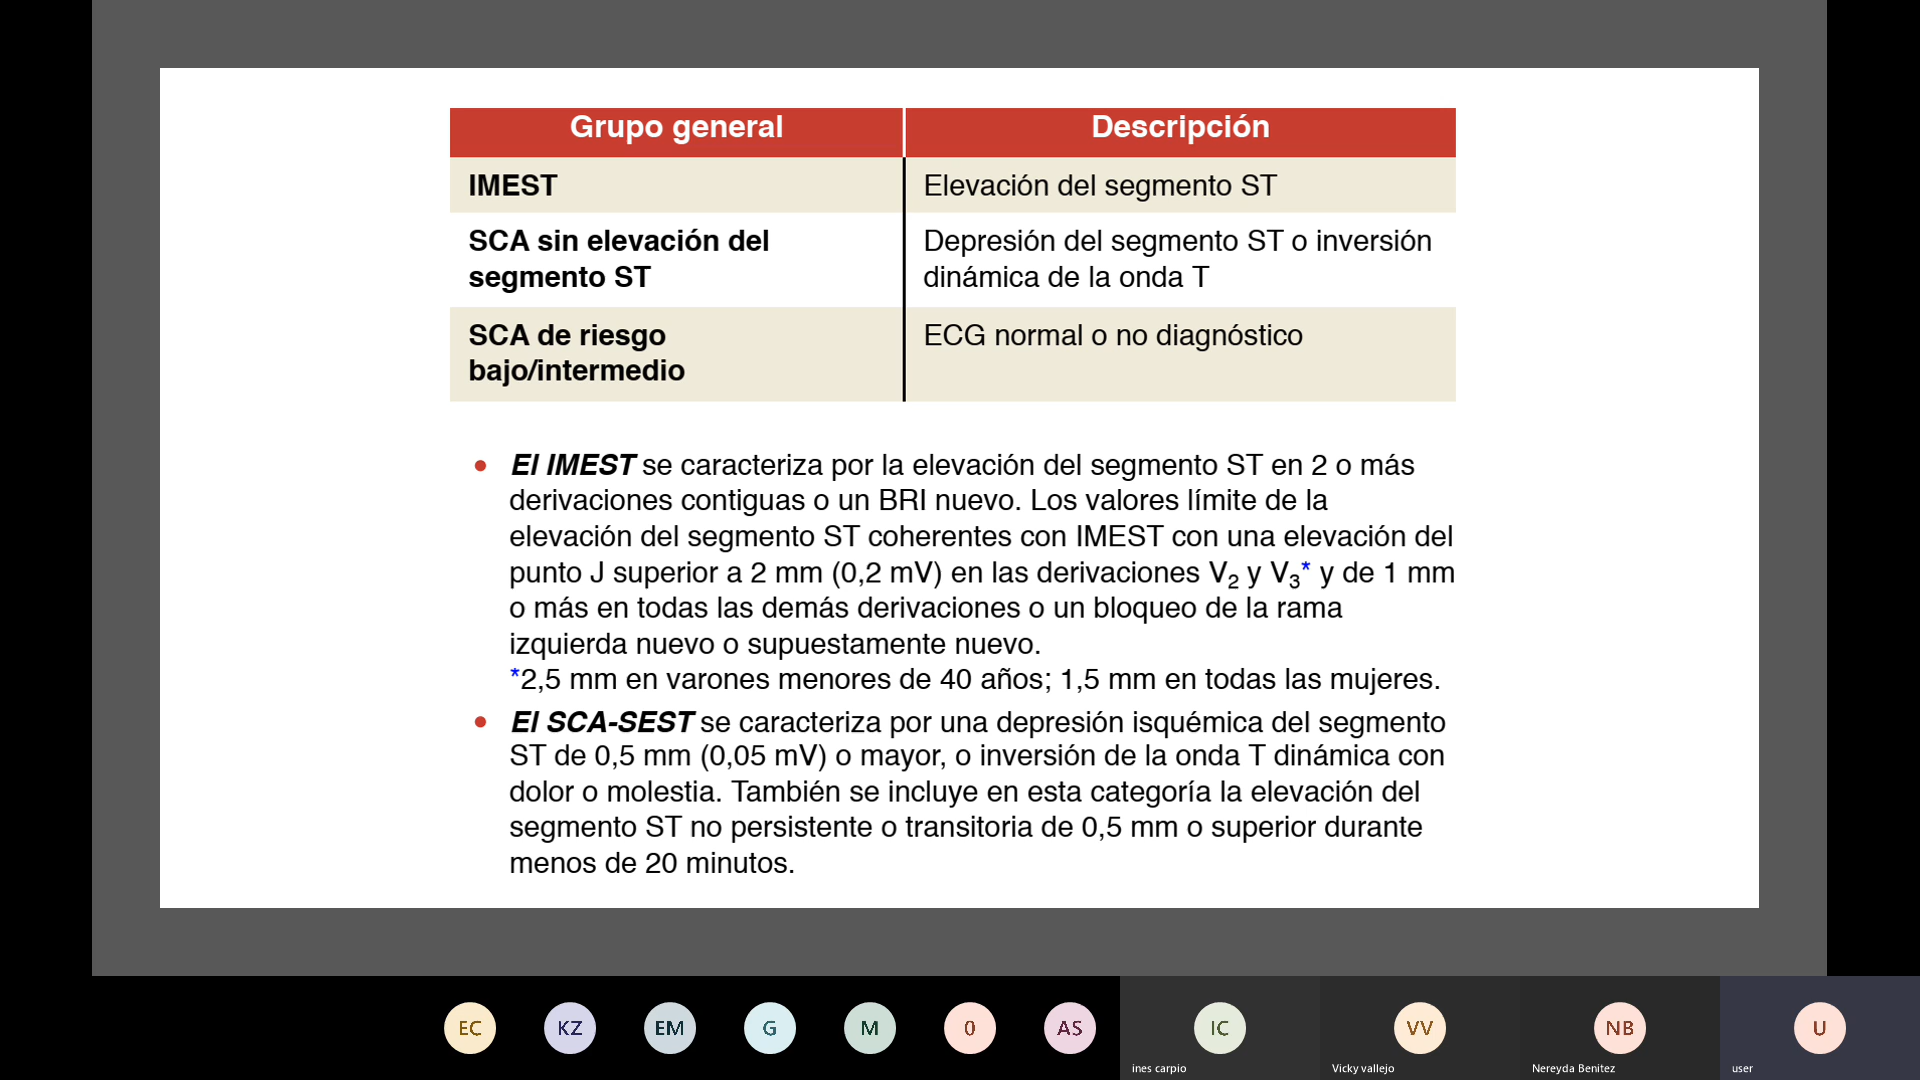 Grupo general
Descripción
IMEST
Elevación del segmento ST
SCA sin elevación del
segmento ST
Depresión del segmento ST o inversión
dinámica de la onda T
SCA de riesgo
bajo/intermedio
ECG normal o no diagnóstico
• El IMEST se caracteriza por la elevación del segmento ST en 2 o más
derivaciones contiguas o un BRI nuevo. Los valores límite de la
elevación del segmento ST coherentes con IMEST con una elevación del
punto J superior a 2 mm (0,2 mV) en las derivaciones V2 y V3* y de 1 mm
o más en todas las demás derivaciones o un bloqueo de la rama
izquierda nuevo o supuestamente nuevo.
*2,5 mm en varones menores de 40 años; 1,5 mm en todas las mujeres.
• El SCA-SEST se caracteriza por una depresión isquémica del segmento
ST de 0,5 mm (0,05 mV) o mayor, o inversión de la onda T dinámica con
dolor o molestia. También se incluye en esta categoría la elevación del
segmento ST no persistente o transitoria de 0,5 mm o superior durante
menos de 20 minutos.
EC KZ EM G M 0 AS IC VV NB U
ines carpio Vicky vallejo Nereyda Benitez user